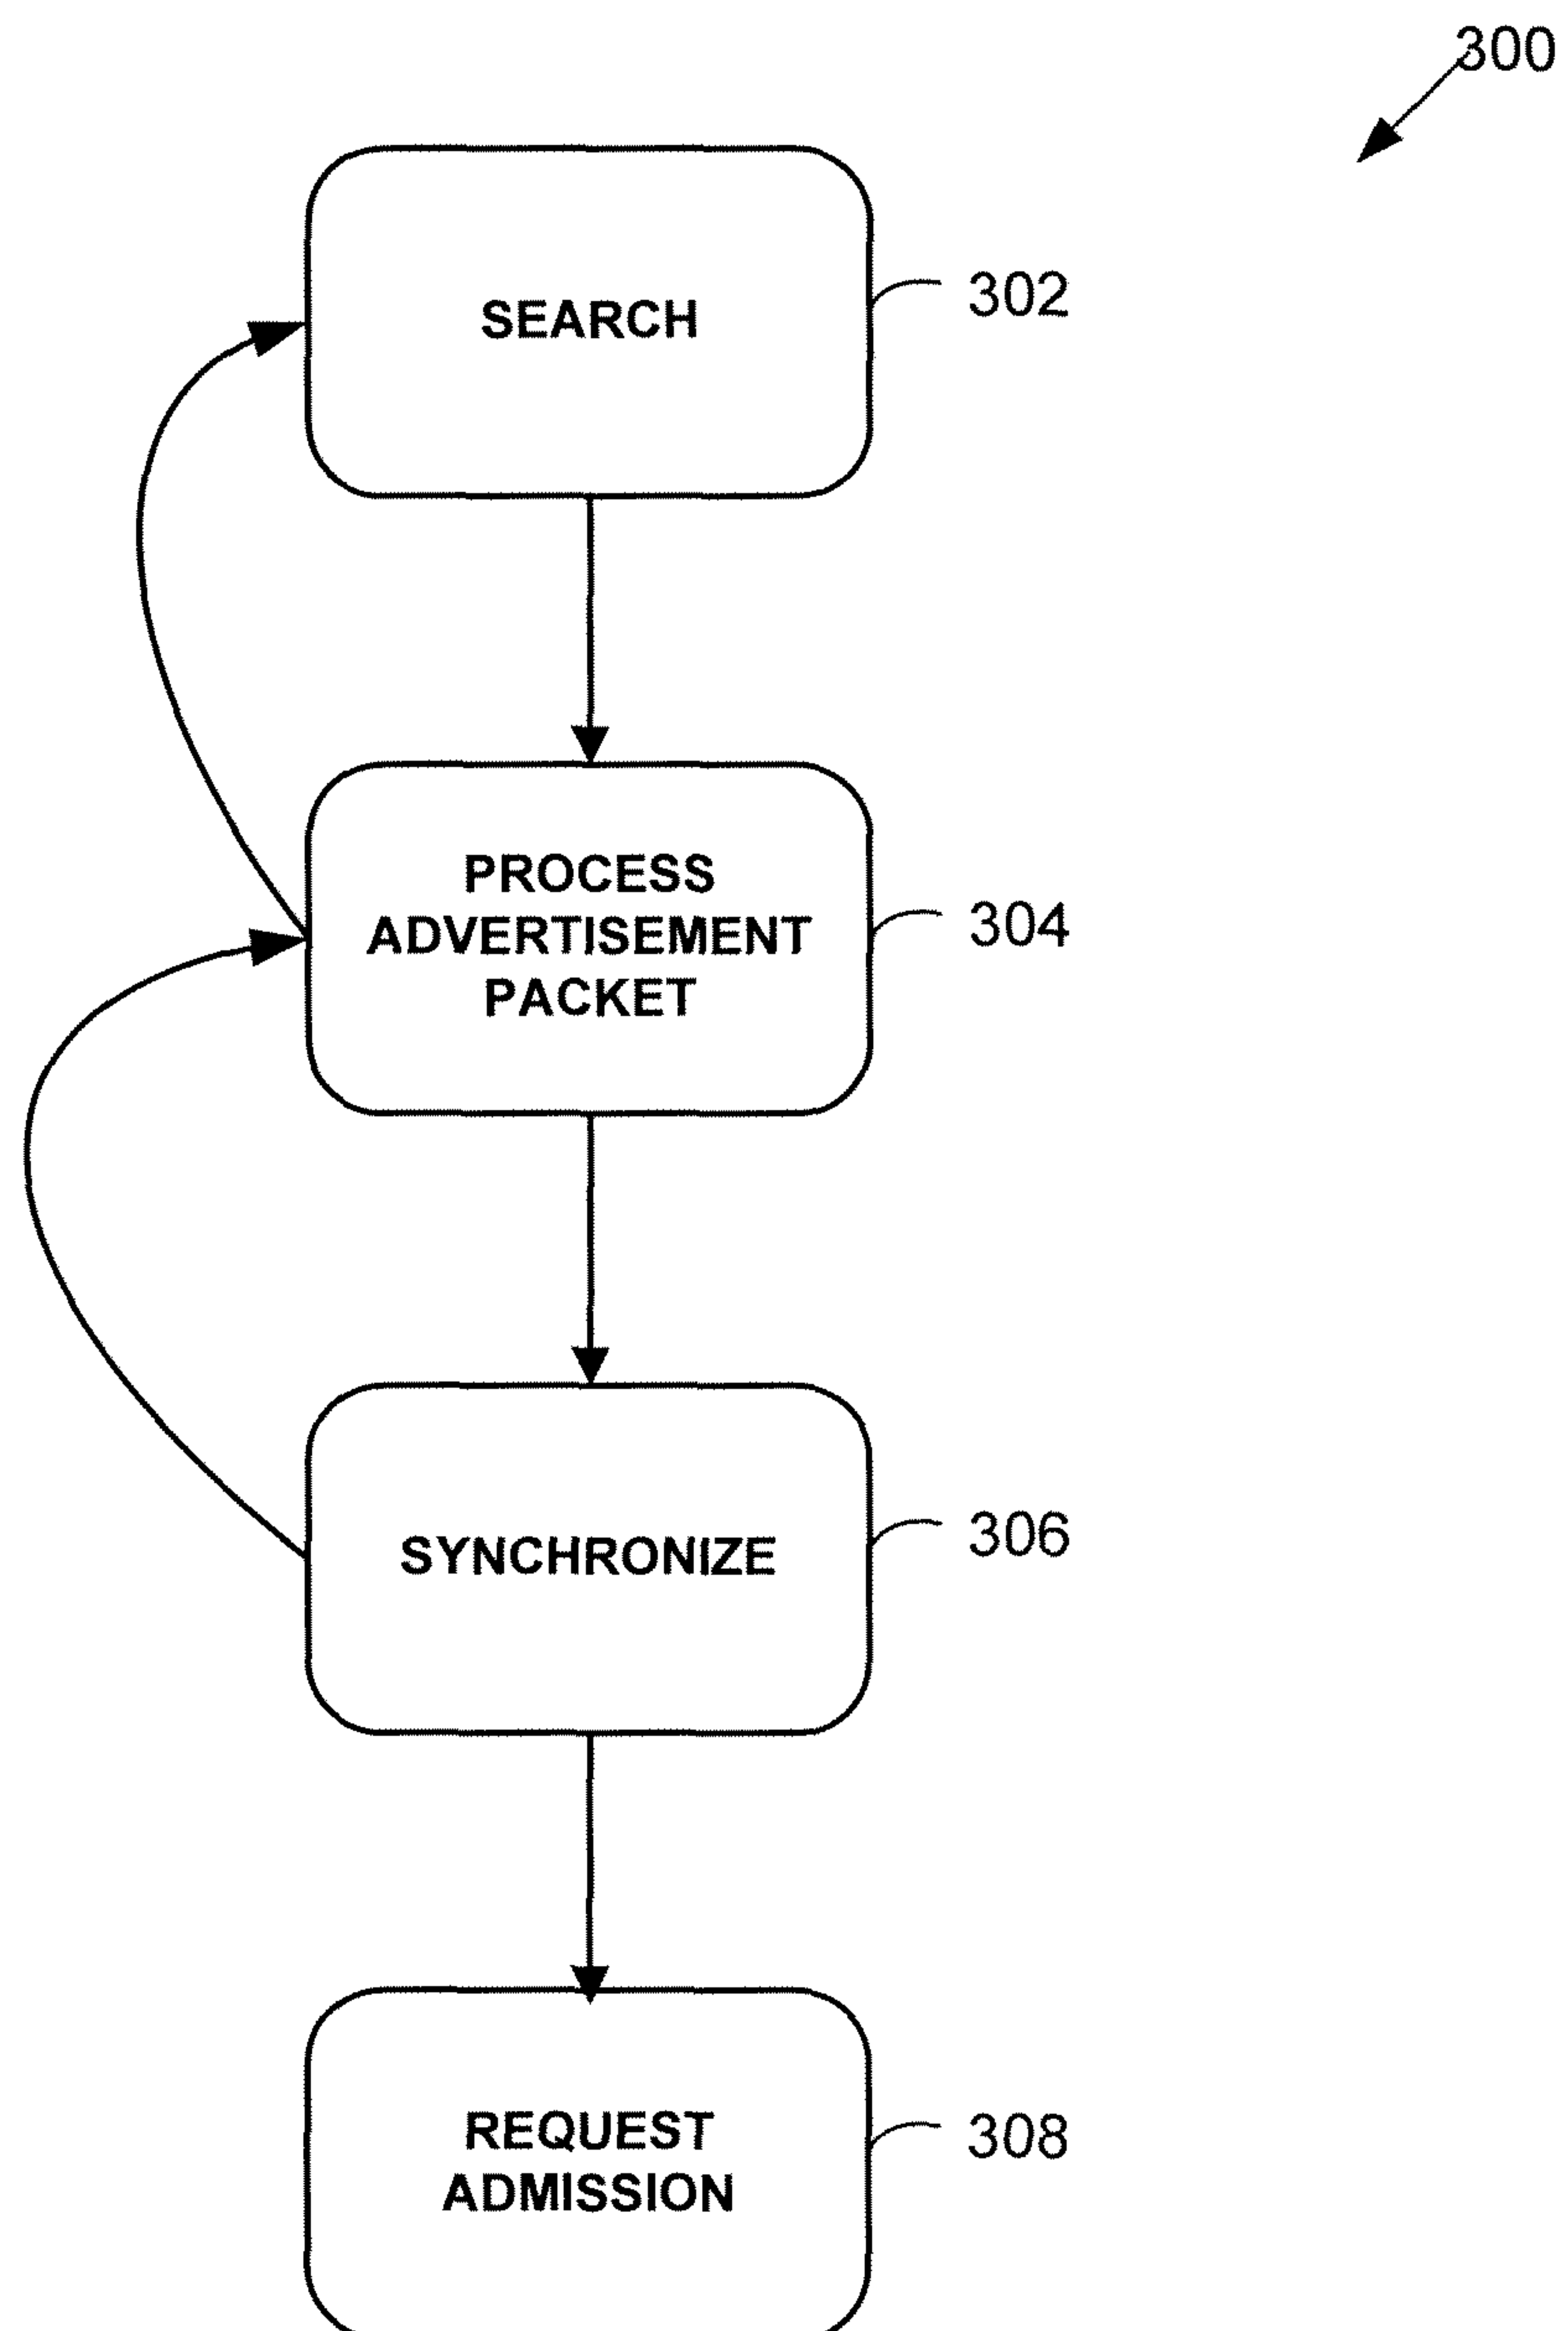 300
SEARCH
302
PROCESS
ADVERTISEMENT
PACKET
304
SYNCHRONIZE
306
REQUEST
ADMISSION
308